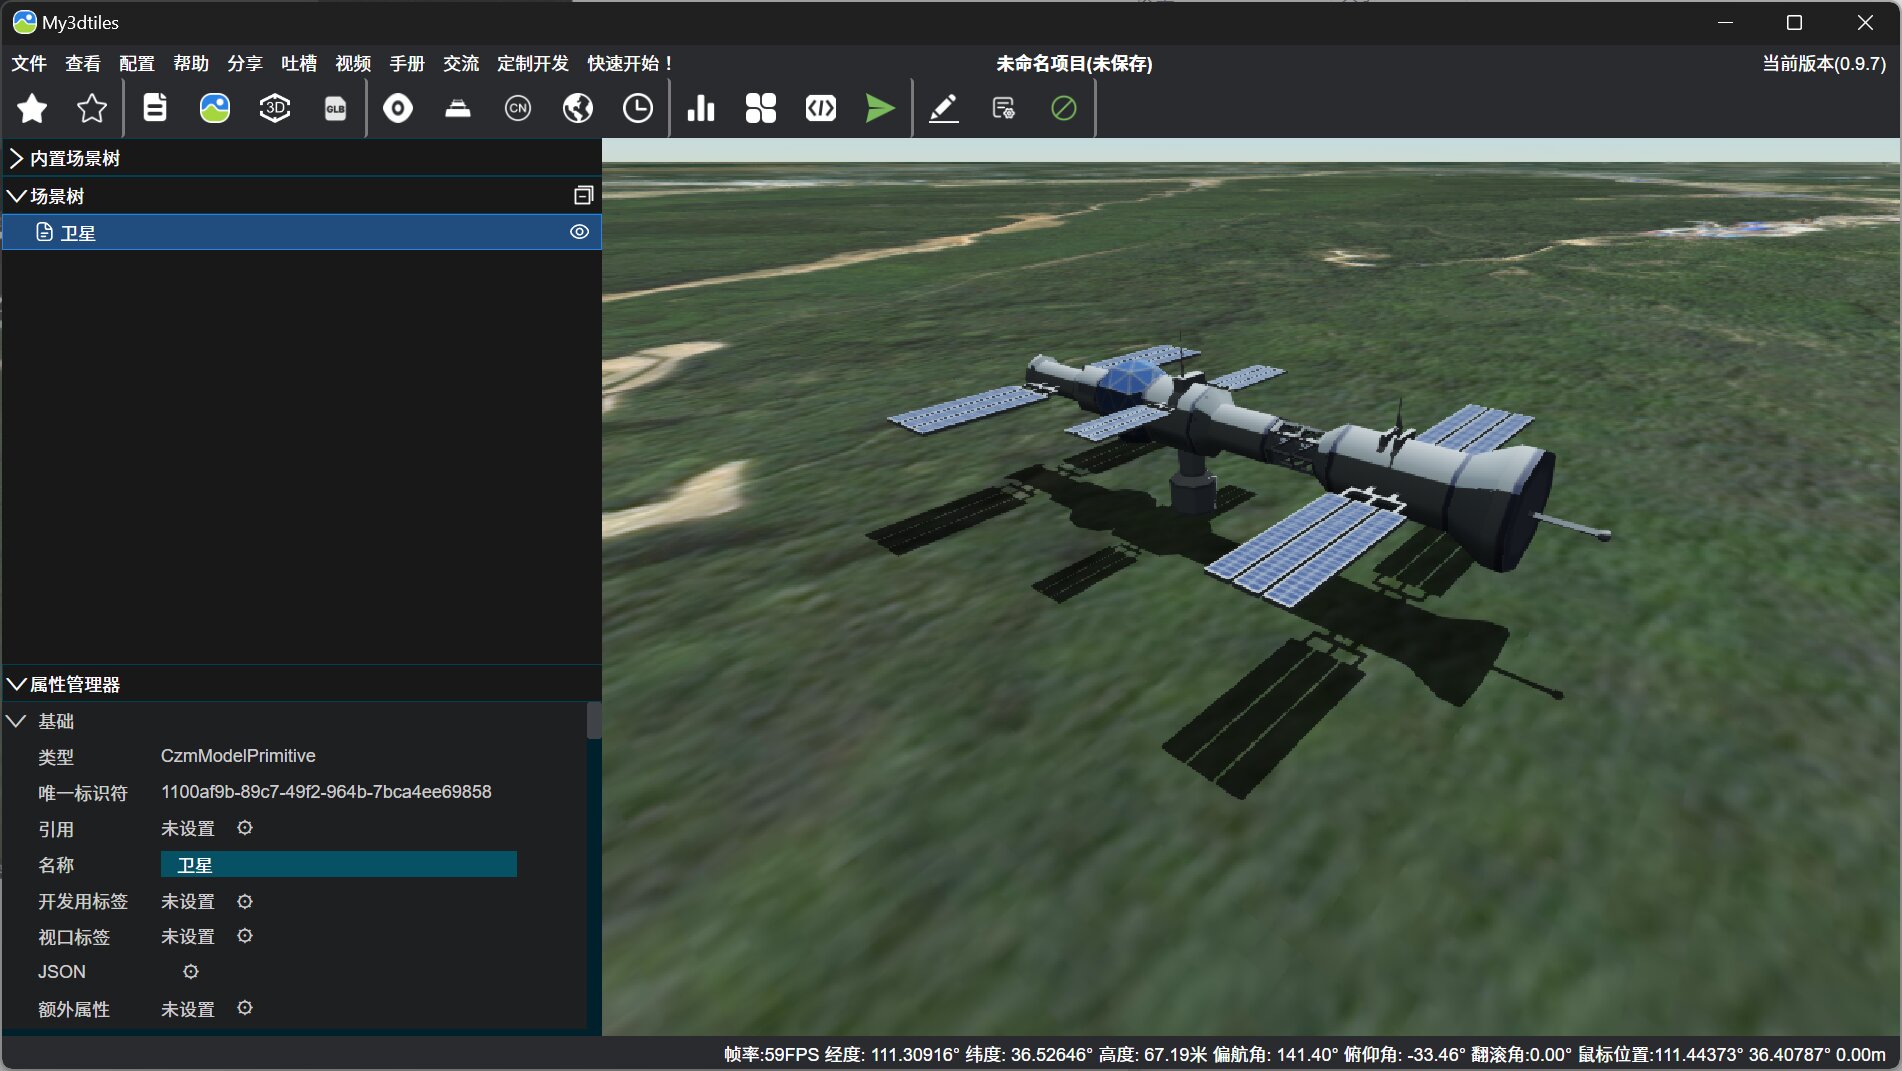 My3dtiles
文件 查看 配置 帮助 分享 吐槽 视频 手册 交流 定制开发 快速开始！ 未命名项目(未保存) 当前版本(0.9.7)
3D GLB CN
内置场景树
场景树
卫星
属性管理器
基础
类型 CzmModelPrimitive
唯一标识符 1100af9b-89c7-49f2-964b-7bca4ee69858
引用 未设置
名称 卫星
开发用标签 未设置
视口标签 未设置
JSON
额外属性 未设置
帧率:59FPS 经度: 111.30916° 纬度: 36.52646° 高度: 67.19米 偏航角: 141.40° 俯仰角: -33.46° 翻滚角:0.00° 鼠标位置:111.44373° 36.40787° 0.00m